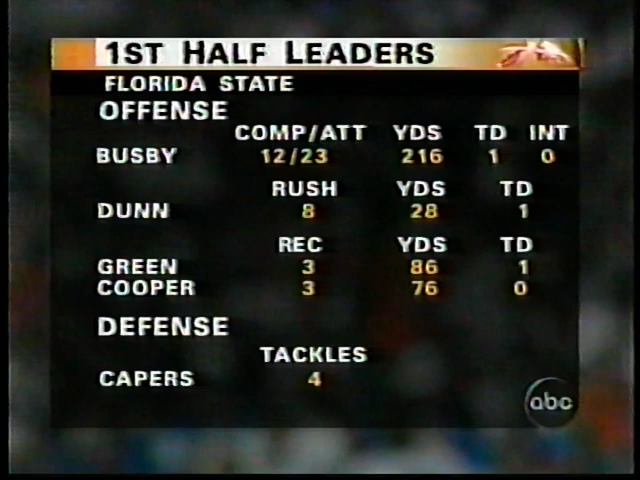 1ST HALF LEADERS
FLORIDA STATE
OFFENSE
COMP/ATT YDS TD INT
BUSBY 12/23 216 1 0
RUSH YDS TD
DUNN 8 28 1
REC YDS TD
GREEN 3 86 1
COOPER 3 76 0
DEFENSE
TACKLES
CAPERS 4
abc